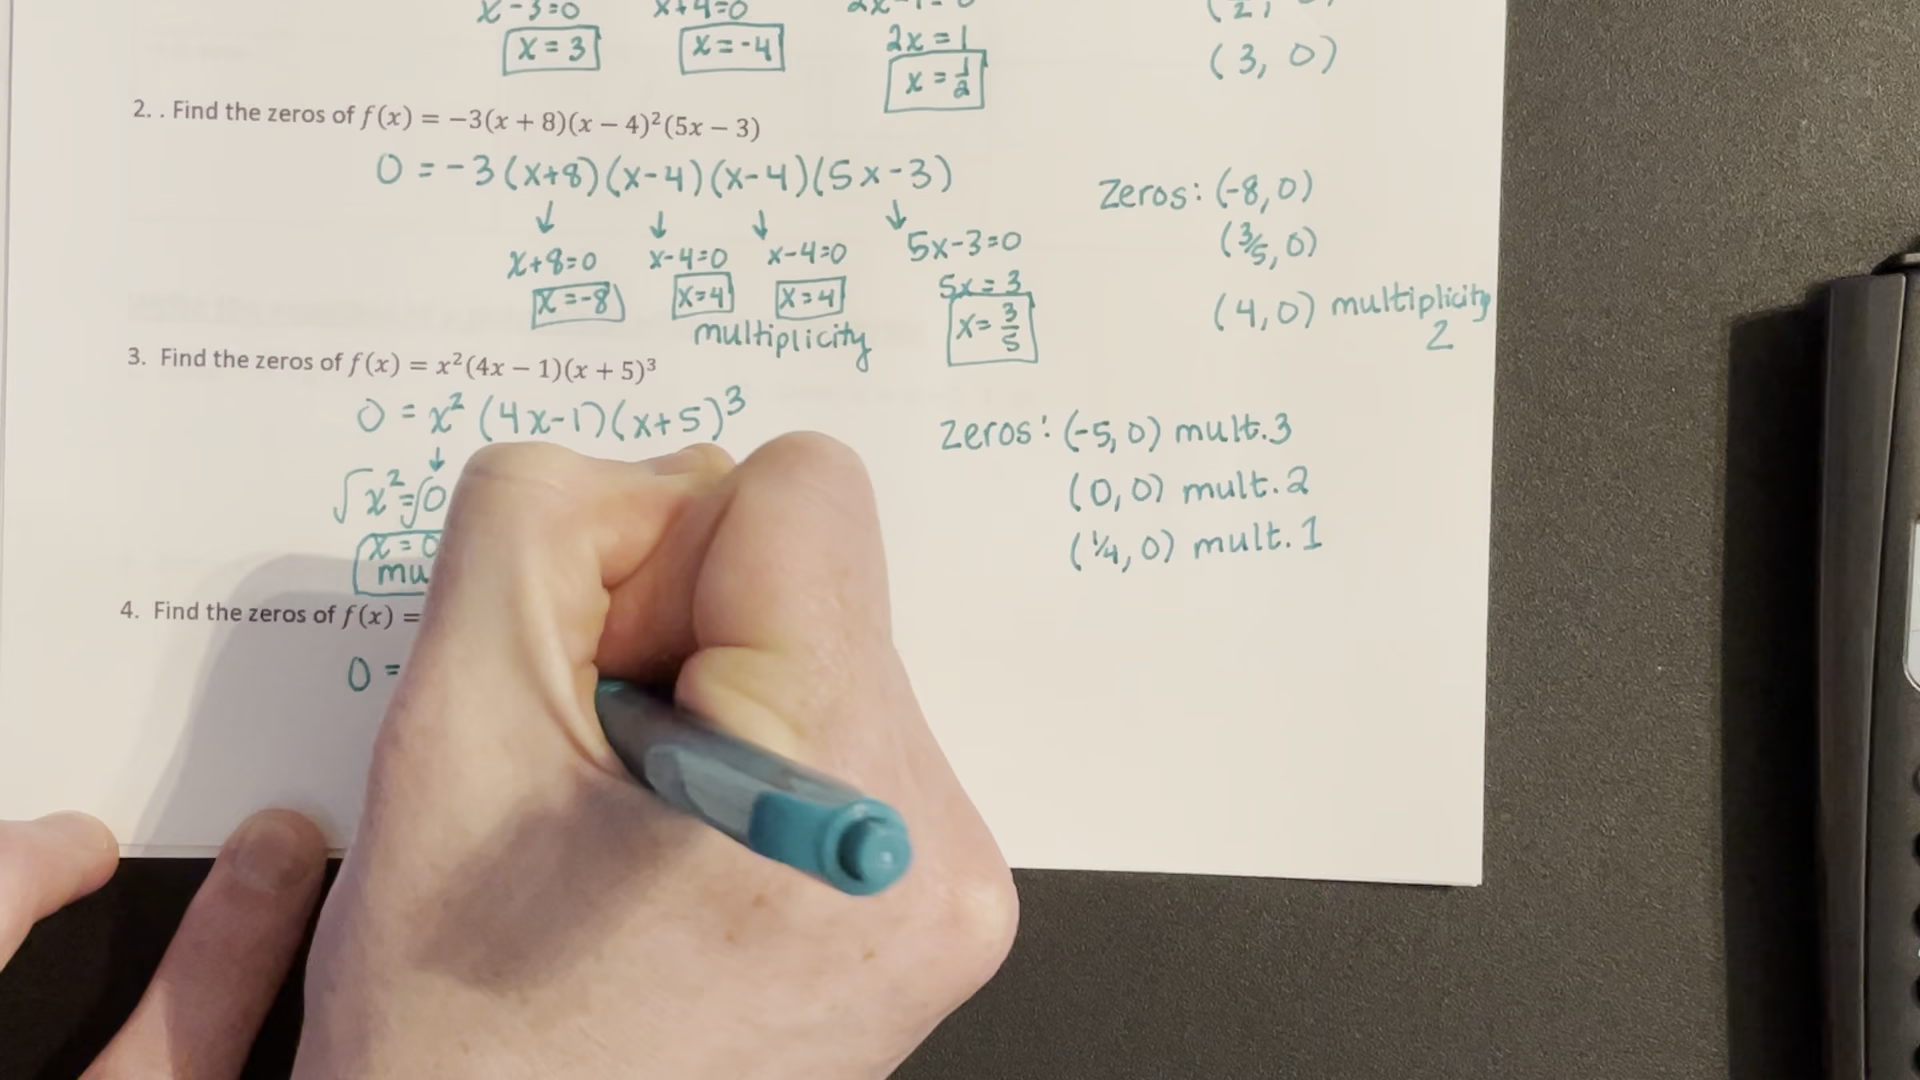 x-3=0 x+4=0
x=3 x=-4 2x=1 (3, 0)
x=1/2
2. . Find the zeros of f(x) = −3(x + 8)(x − 4)²(5x − 3)
0 = -3(x+8)(x-4)(x-4)(5x-3)
Zeros: (-8,0)
↓ ↓ ↓ ↓
x+8=0 x-4=0 x-4=0 5x-3=0 (3/5, 0)
x=-8 x=4 x=4 5x=3
multiplicity x=3/5 (4,0) multiplicity
2
3. Find the zeros of f(x) = x²(4x − 1)(x + 5)³
0 = x² (4x-1)(x+5)³
zeros: (-5,0) mult.3
↓
√x²=√0 (0,0) mult.2
x=0 (1/4,0) mult.1
mu
4. Find the zeros of f(x) =
0 =